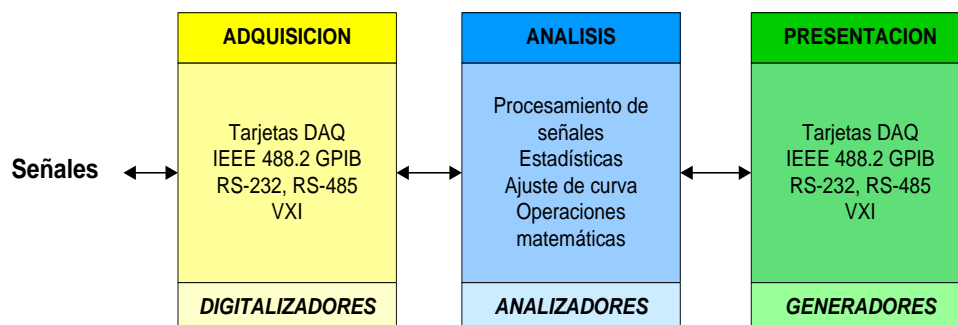 ADQUISICION
Tarjetas DAQ
IEEE 488.2 GPIB
RS-232, RS-485
VXI
DIGITALIZADORES
ANALISIS
Procesamiento de
señales
Estadísticas
Ajuste de curva
Operaciones
matemáticas
ANALIZADORES
PRESENTACION
Tarjetas DAQ
IEEE 488.2 GPIB
RS-232, RS-485
VXI
GENERADORES
Señales